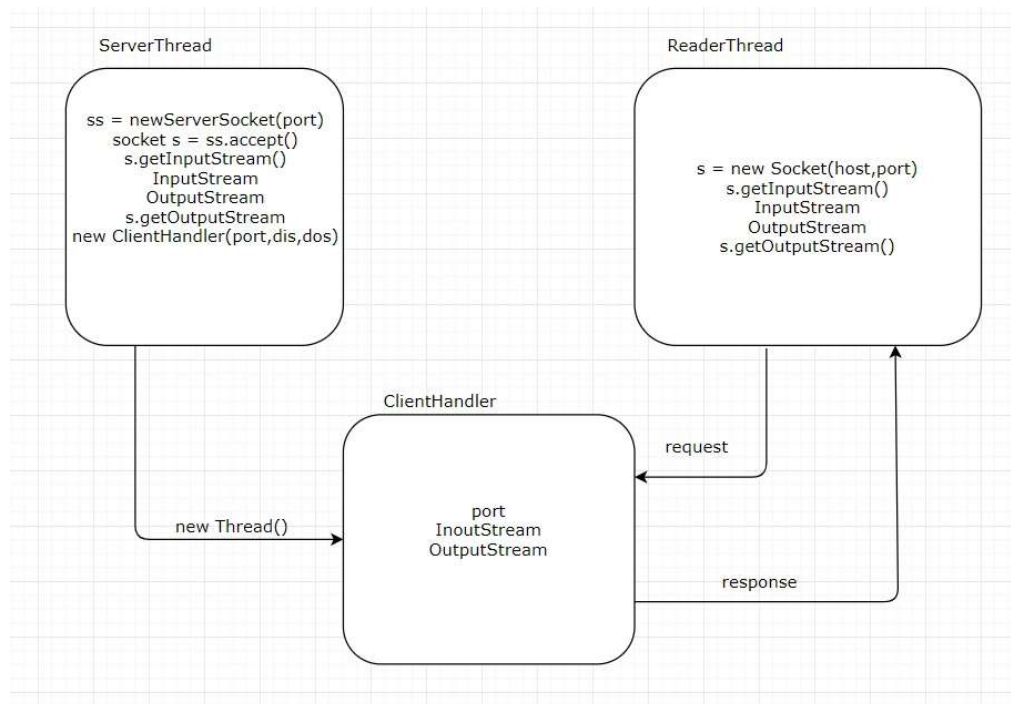 ServerThread
ss = newServerSocket(port)
socket s = ss.accept()
s.getInputStream()
InputStream
OutputStream
s.getOutputStream
new ClientHandler(port,dis,dos)
ReaderThread
s = new Socket(host,port)
s.getInputStream()
InputStream
OutputStream
s.getOutputStream()
ClientHandler
port
InoutStream
OutputStream
new Thread()
request
response